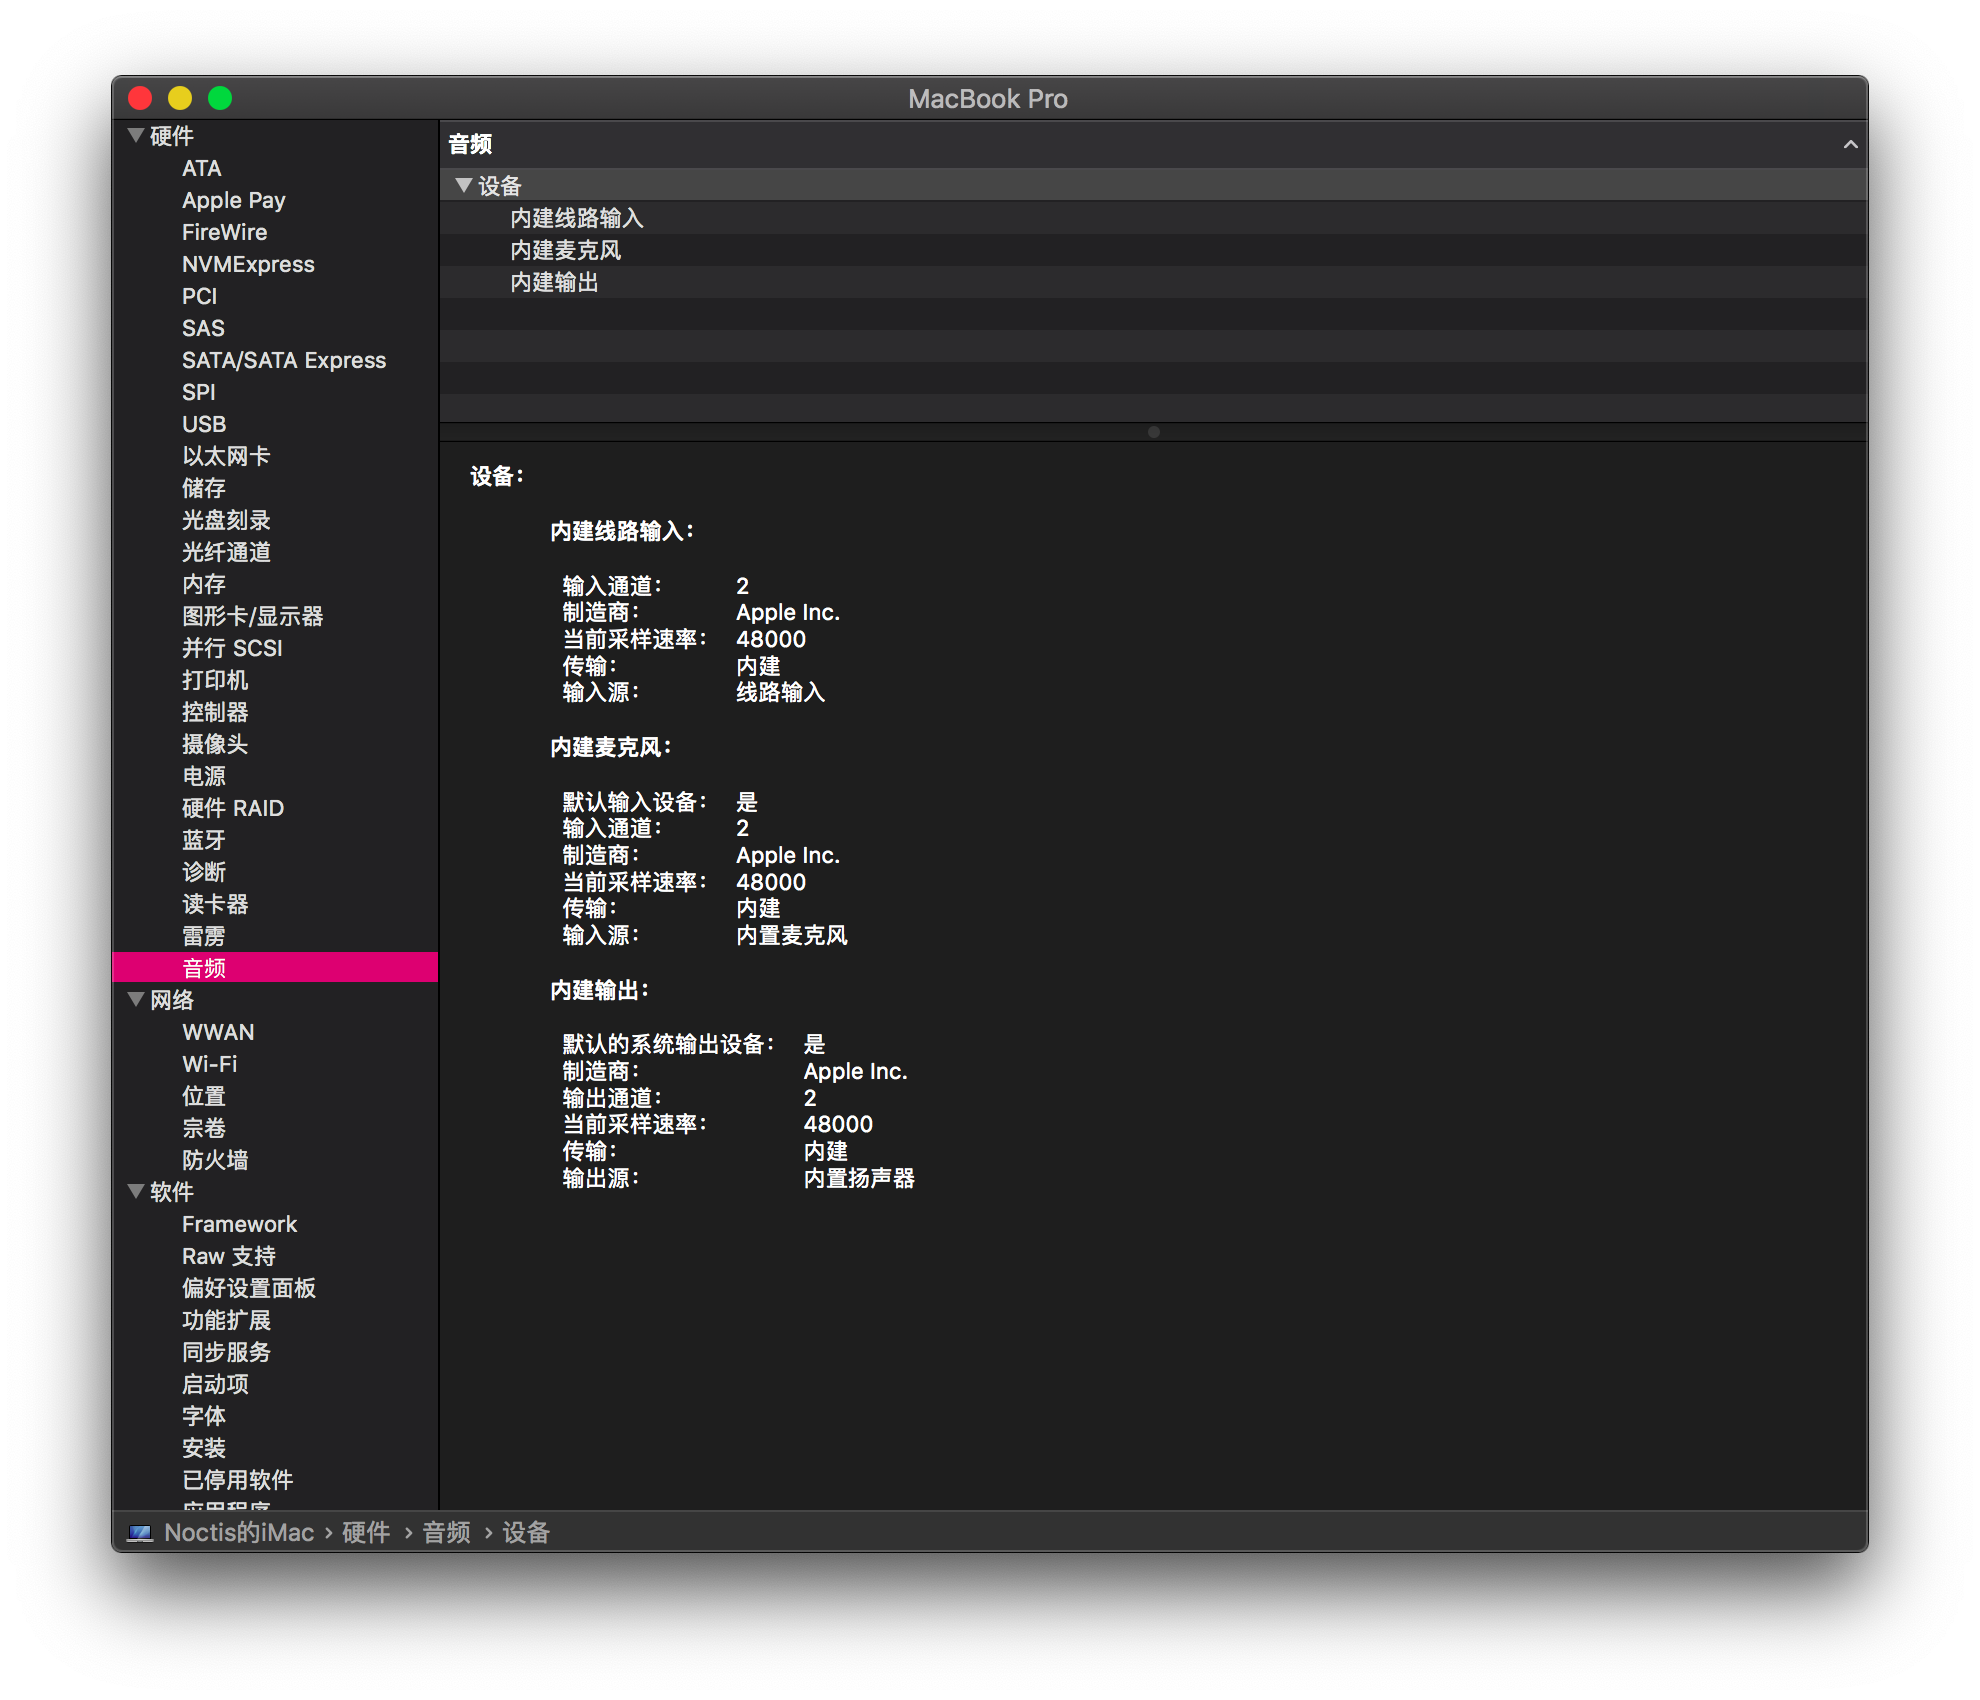 MacBook Pro
硬件
ATA
Apple Pay
FireWire
NVMExpress
PCI
SAS
SATA/SATA Express
SPI
USB
以太网卡
储存
光盘刻录
光纤通道
内存
图形卡/显示器
并行 SCSI
打印机
控制器
摄像头
电源
硬件 RAID
蓝牙
诊断
读卡器
雷雳
音频
网络
WWAN
Wi-Fi
位置
宗卷
防火墙
软件
Framework
Raw 支持
偏好设置面板
功能扩展
同步服务
启动项
字体
安装
已停用软件
应用程序
音频
设备
内建线路输入
内建麦克风
内建输出
设备：
内建线路输入：
输入通道： 2
制造商： Apple Inc.
当前采样速率： 48000
传输： 内建
输入源： 线路输入
内建麦克风：
默认输入设备： 是
输入通道： 2
制造商： Apple Inc.
当前采样速率： 48000
传输： 内建
输入源： 内置麦克风
内建输出：
默认的系统输出设备： 是
制造商： Apple Inc.
输出通道： 2
当前采样速率： 48000
传输： 内建
输出源： 内置扬声器
Noctis的iMac › 硬件 › 音频 › 设备